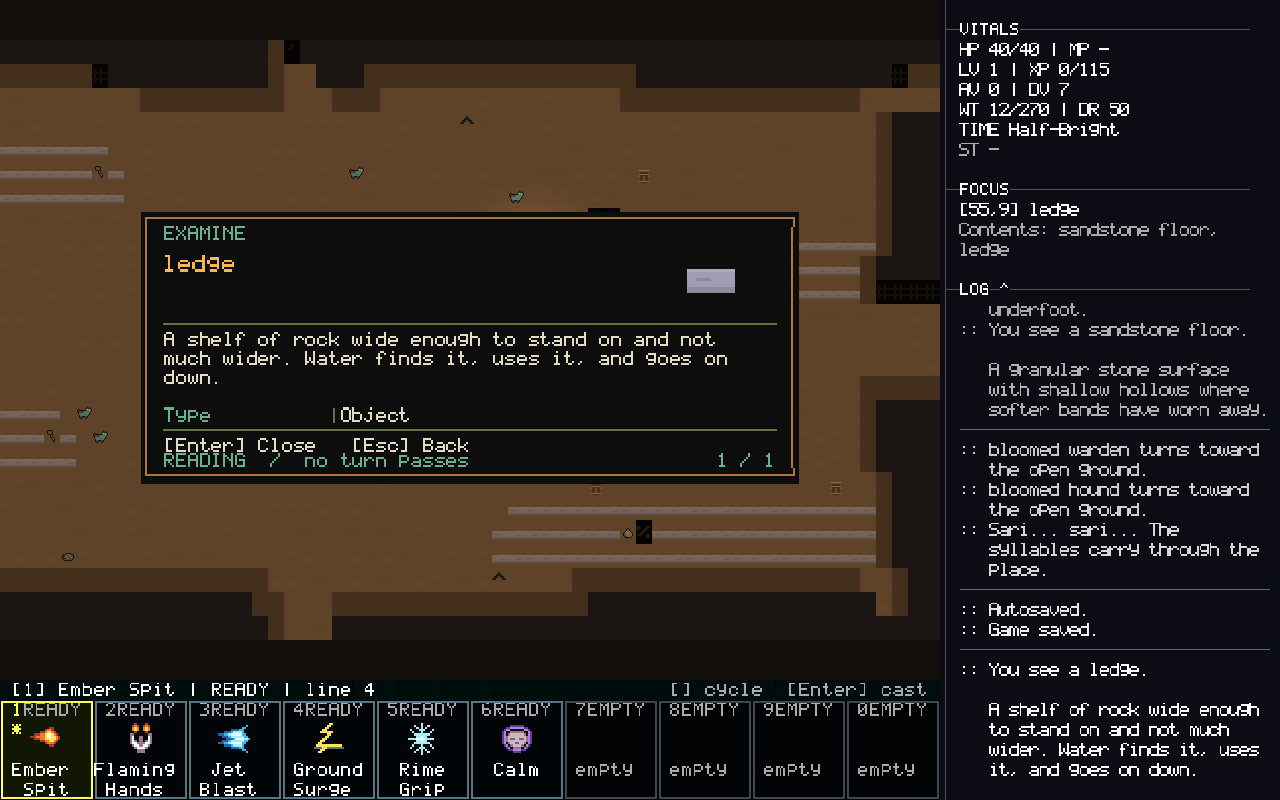 EXAMINE
ledge
A shelf of rock wide enough to stand on and not
much wider. Water finds it, uses it, and goes on
down.
Type |Object
[Enter] Close [Esc] Back
READING / no turn passes 1 / 1
VITALS
HP 40/40 | MP -
LV 1 | XP 0/115
AV 0 | DV 7
WT 12/270 | DR 50
TIME Half-Bright
ST -
FOCUS
[55,9] ledge
Contents: sandstone floor,
ledge
LOG ^
underfoot.
:: You see a sandstone floor.
A granular stone surface
with shallow hollows where
softer bands have worn away.
:: bloomed warden turns toward
the open ground.
:: bloomed hound turns toward
the open ground.
:: Sari... sari... The
syllables carry through the
place.
:: Autosaved.
:: Game saved.
:: You see a ledge.
A shelf of rock wide enough
to stand on and not much
wider. Water finds it, uses
it, and goes on down.
[1] Ember Spit | READY | line 4 [] cycle [Enter] cast
1READY 2READY 3READY 4READY 5READY 6READY 7EMPTY 8EMPTY 9EMPTY 0EMPTY
*
Ember Flaming Jet Ground Rime Calm empty empty empty empty
Spit Hands Blast Surge Grip